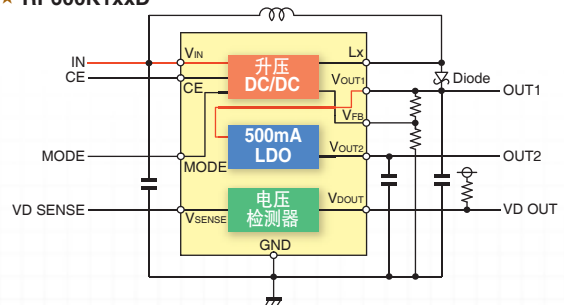 IN
CE
MODE
VD SENSE
VIN
CE
MODE
VSENSE
升压
DC/DC
500mA
LDO
电压
检测器
GND
Lx
VOUT1
VFB
VOUT2
VDOUT
Diode
OUT1
OUT2
VD OUT